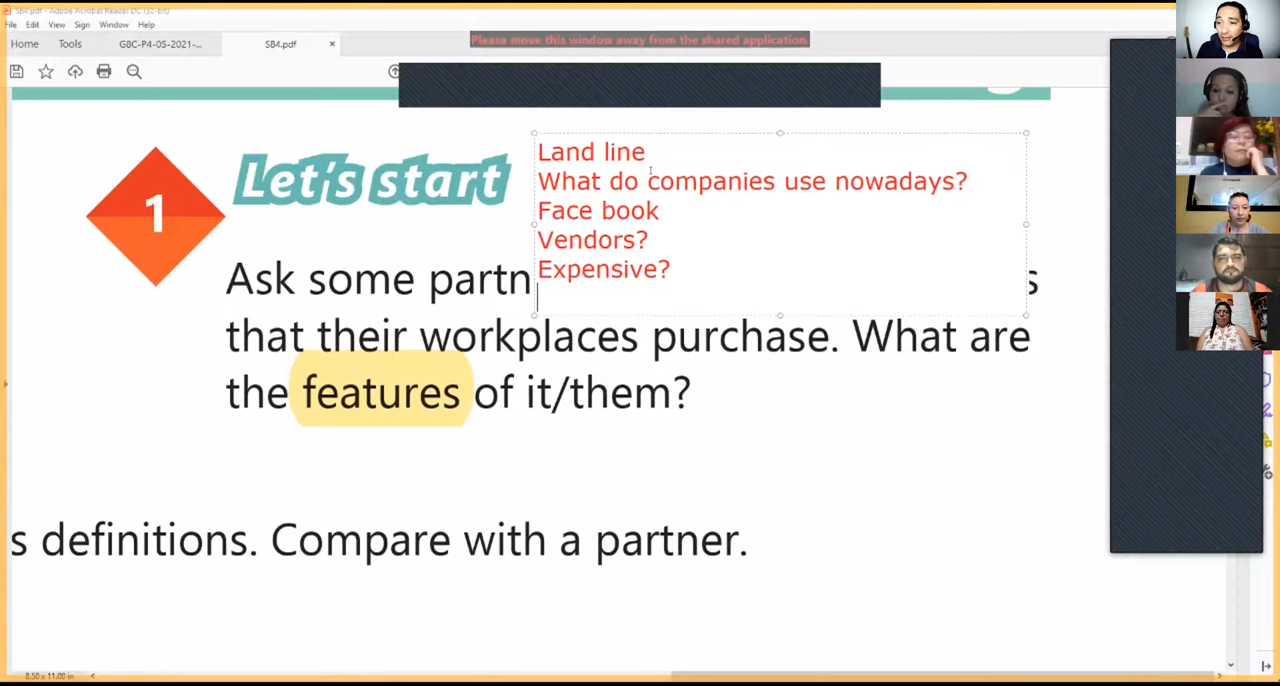 SB4.pdf - Adobe Acrobat Reader DC (32-bit)
File Edit View Sign Window Help
Home Tools GBC-P4-05-2021-... SB4.pdf ×
Please move this window away from the shared application.
1
Let's start
Land line
What do companies use nowadays?
Face book
Vendors?
Expensive?
Ask some partn s
that their workplaces purchase. What are
the features of it/them?
s definitions. Compare with a partner.
8.50 x 11.00 in